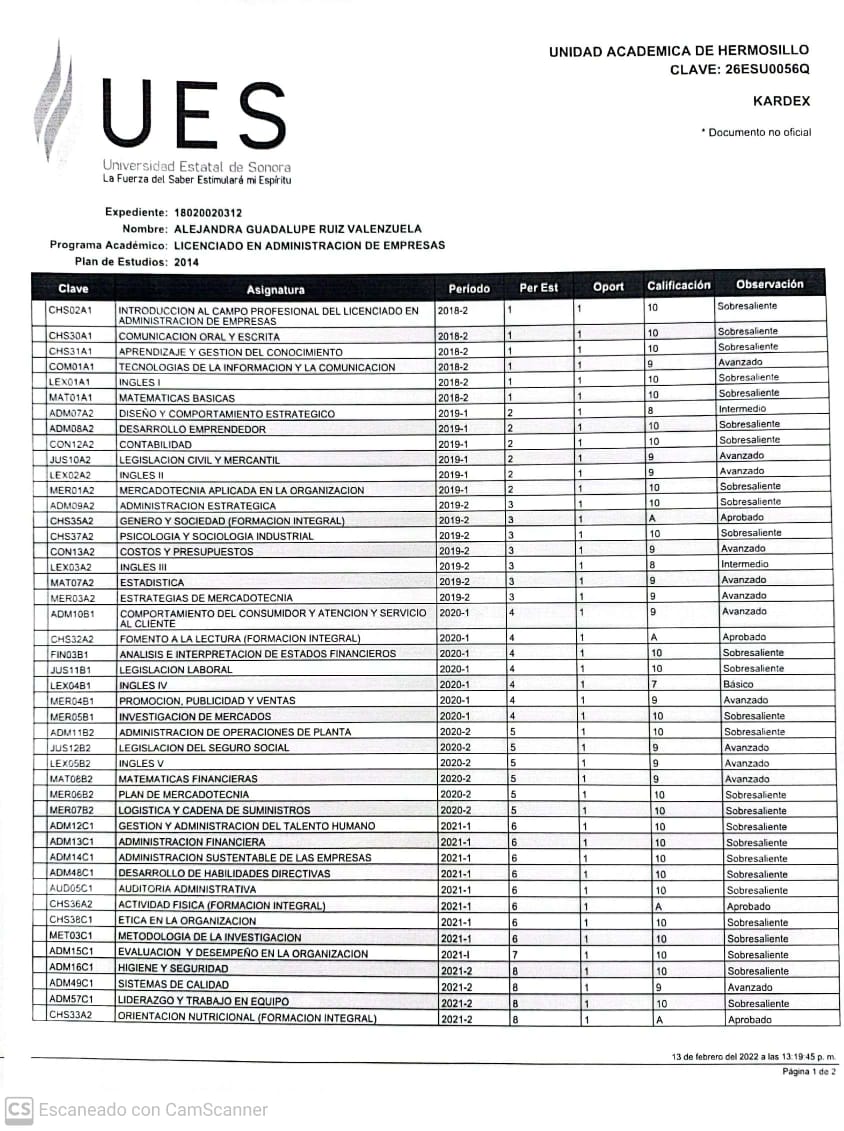 UNIDAD ACADEMICA DE HERMOSILLO
CLAVE: 26ESU0056Q
KARDEX
* Documento no oficial
UES
Universidad Estatal de Sonora
La Fuerza del Saber Estimulará mi Espíritu
Expediente: 18020020312
Nombre: ALEJANDRA GUADALUPE RUIZ VALENZUELA
Programa Académico: LICENCIADO EN ADMINISTRACION DE EMPRESAS
Plan de Estudios: 2014
Clave Asignatura Período Per Est Oport Calificación Observación
CHS02A1 INTRODUCCION AL CAMPO PROFESIONAL DEL LICENCIADO EN 2018-2 1 1 10 Sobresaliente
ADMINISTRACION DE EMPRESAS
CHS30A1 COMUNICACION ORAL Y ESCRITA 2018-2 1 1 10 Sobresaliente
CHS31A1 APRENDIZAJE Y GESTION DEL CONOCIMIENTO 2018-2 1 1 10 Sobresaliente
COM01A1 TECNOLOGIAS DE LA INFORMACION Y LA COMUNICACION 2018-2 1 1 9 Avanzado
LEX01A1 INGLES I 2018-2 1 1 10 Sobresaliente
MAT01A1 MATEMATICAS BASICAS 2018-2 1 1 10 Sobresaliente
ADM07A2 DISEÑO Y COMPORTAMIENTO ESTRATEGICO 2019-1 2 1 8 Intermedio
ADM08A2 DESARROLLO EMPRENDEDOR 2019-1 2 1 10 Sobresaliente
CON12A2 CONTABILIDAD 2019-1 2 1 10 Sobresaliente
JUS10A2 LEGISLACION CIVIL Y MERCANTIL 2019-1 2 1 9 Avanzado
LEX02A2 INGLES II 2019-1 2 1 9 Avanzado
MER01A2 MERCADOTECNIA APLICADA EN LA ORGANIZACION 2019-1 2 1 10 Sobresaliente
ADM09A2 ADMINISTRACION ESTRATEGICA 2019-2 3 1 10 Sobresaliente
CHS35A2 GENERO Y SOCIEDAD (FORMACION INTEGRAL) 2019-2 3 1 A Aprobado
CHS37A2 PSICOLOGIA Y SOCIOLOGIA INDUSTRIAL 2019-2 3 1 10 Sobresaliente
CON13A2 COSTOS Y PRESUPUESTOS 2019-2 3 1 9 Avanzado
LEX03A2 INGLES III 2019-2 3 1 8 Intermedio
MAT07A2 ESTADISTICA 2019-2 3 1 9 Avanzado
MER03A2 ESTRATEGIAS DE MERCADOTECNIA 2019-2 3 1 9 Avanzado
ADM10B1 COMPORTAMIENTO DEL CONSUMIDOR Y ATENCION Y SERVICIO 2020-1 4 1 9 Avanzado
AL CLIENTE
CHS32A2 FOMENTO A LA LECTURA (FORMACION INTEGRAL) 2020-1 4 1 A Aprobado
FIN03B1 ANALISIS E INTERPRETACION DE ESTADOS FINANCIEROS 2020-1 4 1 10 Sobresaliente
JUS11B1 LEGISLACION LABORAL 2020-1 4 1 10 Sobresaliente
LEX04B1 INGLES IV 2020-1 4 1 7 Básico
MER04B1 PROMOCION, PUBLICIDAD Y VENTAS 2020-1 4 1 9 Avanzado
MER05B1 INVESTIGACION DE MERCADOS 2020-1 4 1 10 Sobresaliente
ADM11B2 ADMINISTRACION DE OPERACIONES DE PLANTA 2020-2 5 1 10 Sobresaliente
JUS12B2 LEGISLACION DEL SEGURO SOCIAL 2020-2 5 1 9 Avanzado
LEX05B2 INGLES V 2020-2 5 1 9 Avanzado
MAT08B2 MATEMATICAS FINANCIERAS 2020-2 5 1 9 Avanzado
MER06B2 PLAN DE MERCADOTECNIA 2020-2 5 1 10 Sobresaliente
MER07B2 LOGISTICA Y CADENA DE SUMINISTROS 2020-2 5 1 10 Sobresaliente
ADM12C1 GESTION Y ADMINISTRACION DEL TALENTO HUMANO 2021-1 6 1 10 Sobresaliente
ADM13C1 ADMINISTRACION FINANCIERA 2021-1 6 1 10 Sobresaliente
ADM14C1 ADMINISTRACION SUSTENTABLE DE LAS EMPRESAS 2021-1 6 1 10 Sobresaliente
ADM48C1 DESARROLLO DE HABILIDADES DIRECTIVAS 2021-1 6 1 10 Sobresaliente
AUD05C1 AUDITORIA ADMINISTRATIVA 2021-1 6 1 10 Sobresaliente
CHS36A2 ACTIVIDAD FISICA (FORMACION INTEGRAL) 2021-1 6 1 A Aprobado
CHS38C1 ETICA EN LA ORGANIZACION 2021-1 6 1 10 Sobresaliente
MET03C1 METODOLOGIA DE LA INVESTIGACION 2021-1 6 1 10 Sobresaliente
ADM15C1 EVALUACION Y DESEMPEÑO EN LA ORGANIZACION 2021-I 7 1 10 Sobresaliente
ADM16C1 HIGIENE Y SEGURIDAD 2021-2 8 1 10 Sobresaliente
ADM49C1 SISTEMAS DE CALIDAD 2021-2 8 1 9 Avanzado
ADM57C1 LIDERAZGO Y TRABAJO EN EQUIPO 2021-2 8 1 10 Sobresaliente
CHS33A2 ORIENTACION NUTRICIONAL (FORMACION INTEGRAL) 2021-2 8 1 A Aprobado
13 de febrero del 2022 a las 13:19:45 p. m.
Página 1 de 2
CS Escaneado con CamScanner